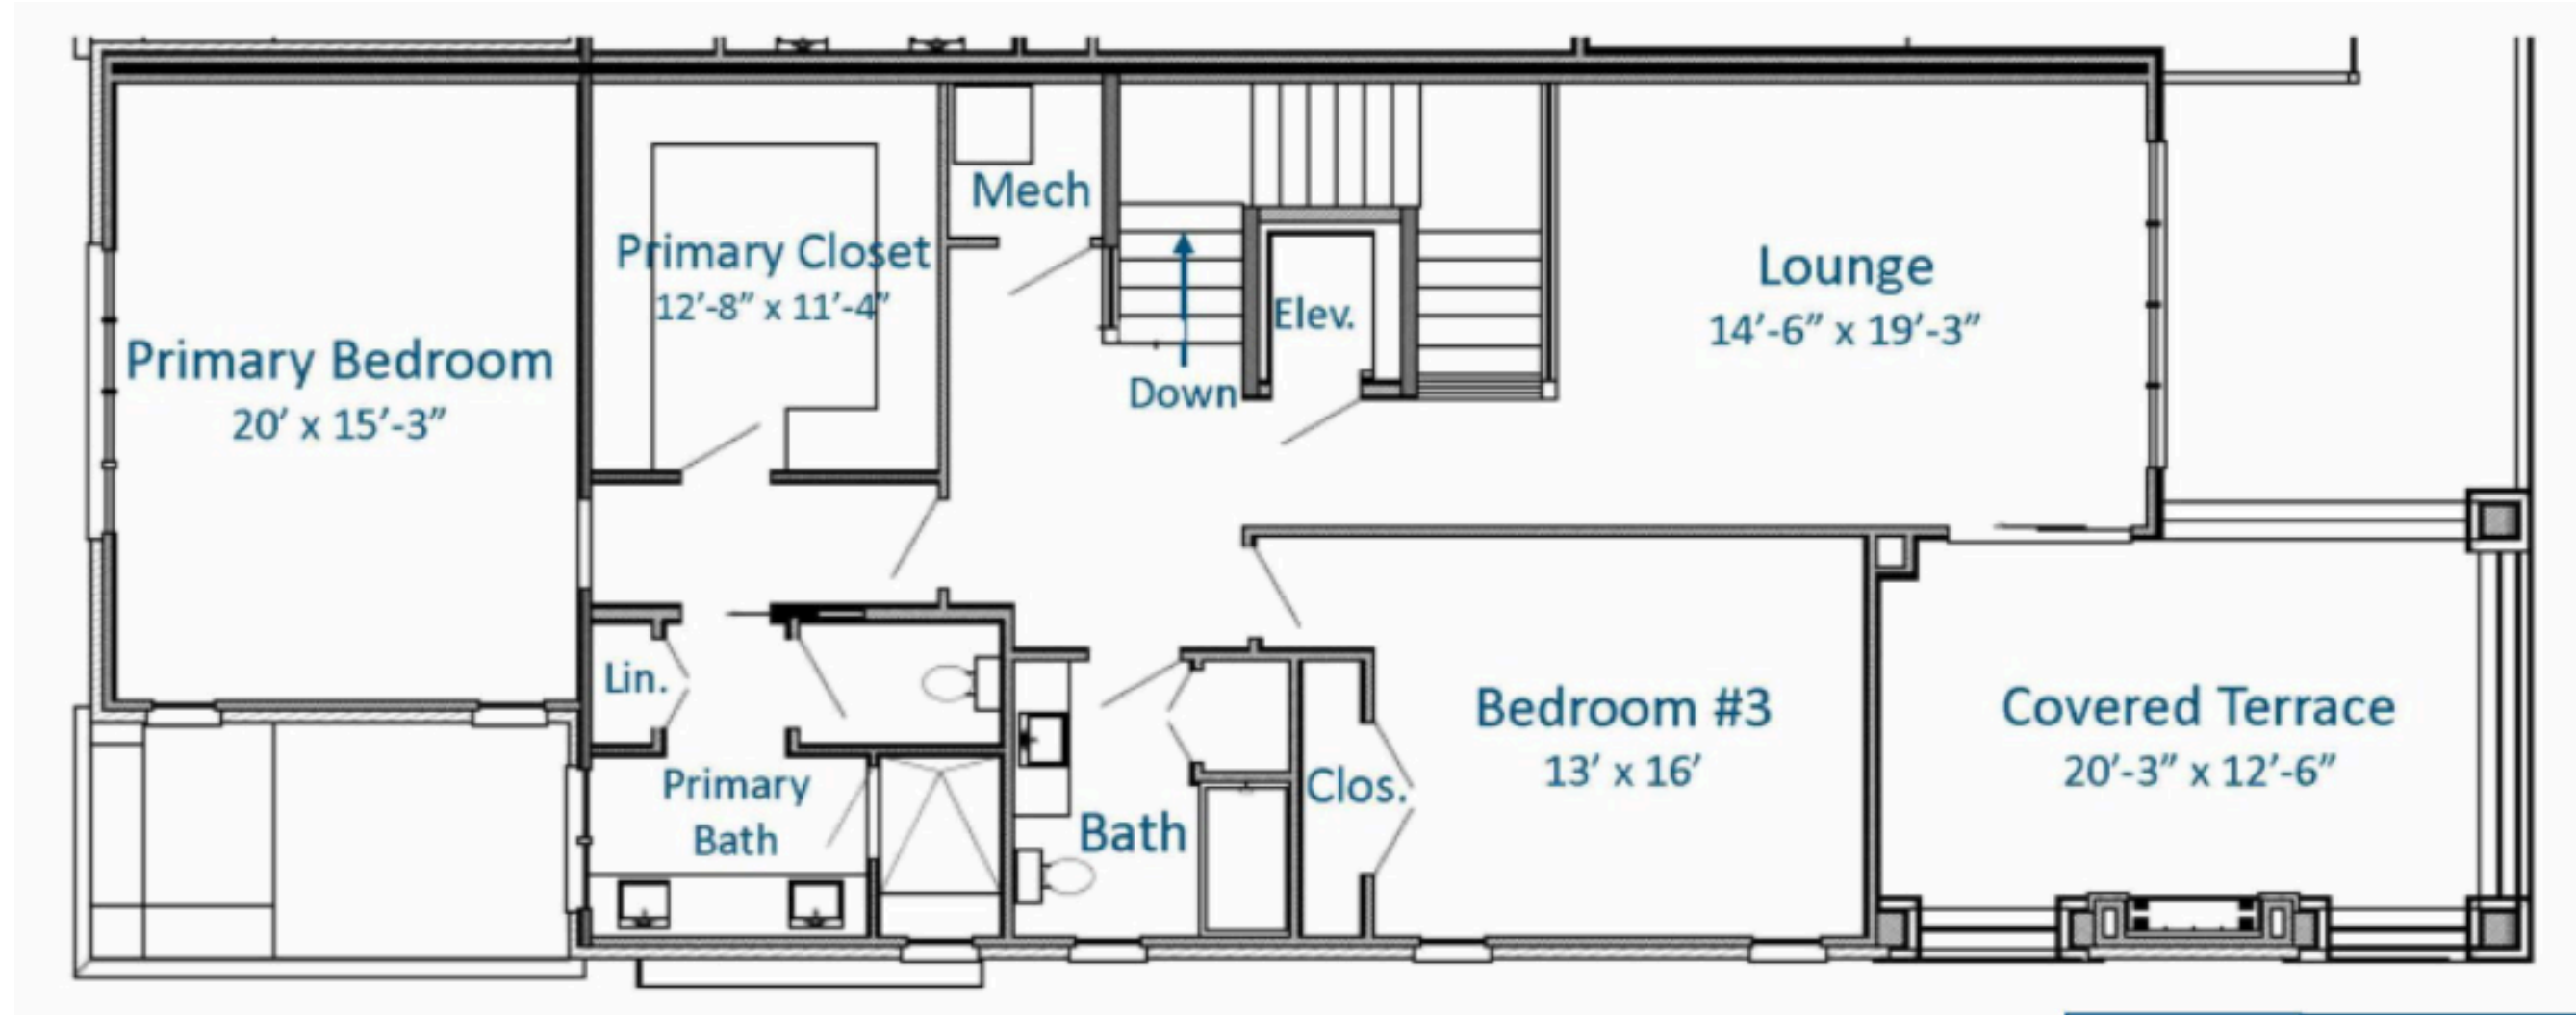 Primary Bedroom
20’ x 15’-3”
Primary Closet
12’-8” x 11’-4”
Mech
Down
Elev.
Lounge
14’-6” x 19’-3”
Lin.
Primary
Bath
Bath
Clos.
Bedroom #3
13’ x 16’
Covered Terrace
20’-3” x 12’-6”